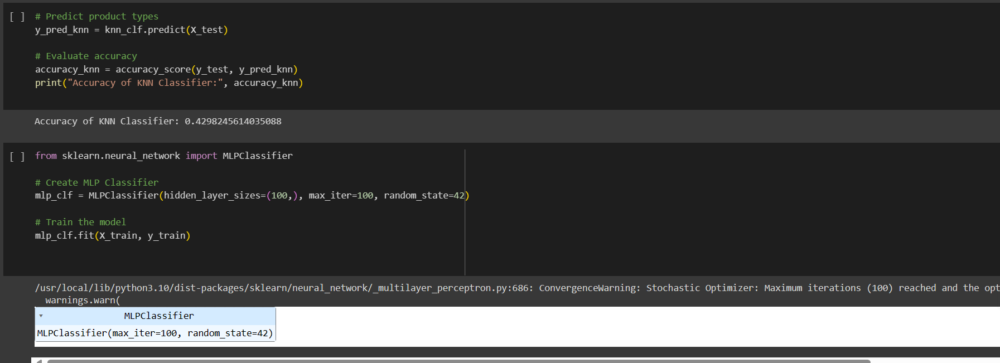 [ ] # Predict product types
y_pred_knn = knn_clf.predict(X_test)
# Evaluate accuracy
accuracy_knn = accuracy_score(y_test, y_pred_knn)
print("Accuracy of KNN Classifier:", accuracy_knn)
Accuracy of KNN Classifier: 0.4298245614035088
[ ] from sklearn.neural_network import MLPClassifier
# Create MLP Classifier
mlp_clf = MLPClassifier(hidden_layer_sizes=(100,), max_iter=100, random_state=42)
# Train the model
mlp_clf.fit(X_train, y_train)
/usr/local/lib/python3.10/dist-packages/sklearn/neural_network/_multilayer_perceptron.py:686: ConvergenceWarning: Stochastic Optimizer: Maximum iterations (100) reached and the opt
warnings.warn(
MLPClassifier
MLPClassifier(max_iter=100, random_state=42)